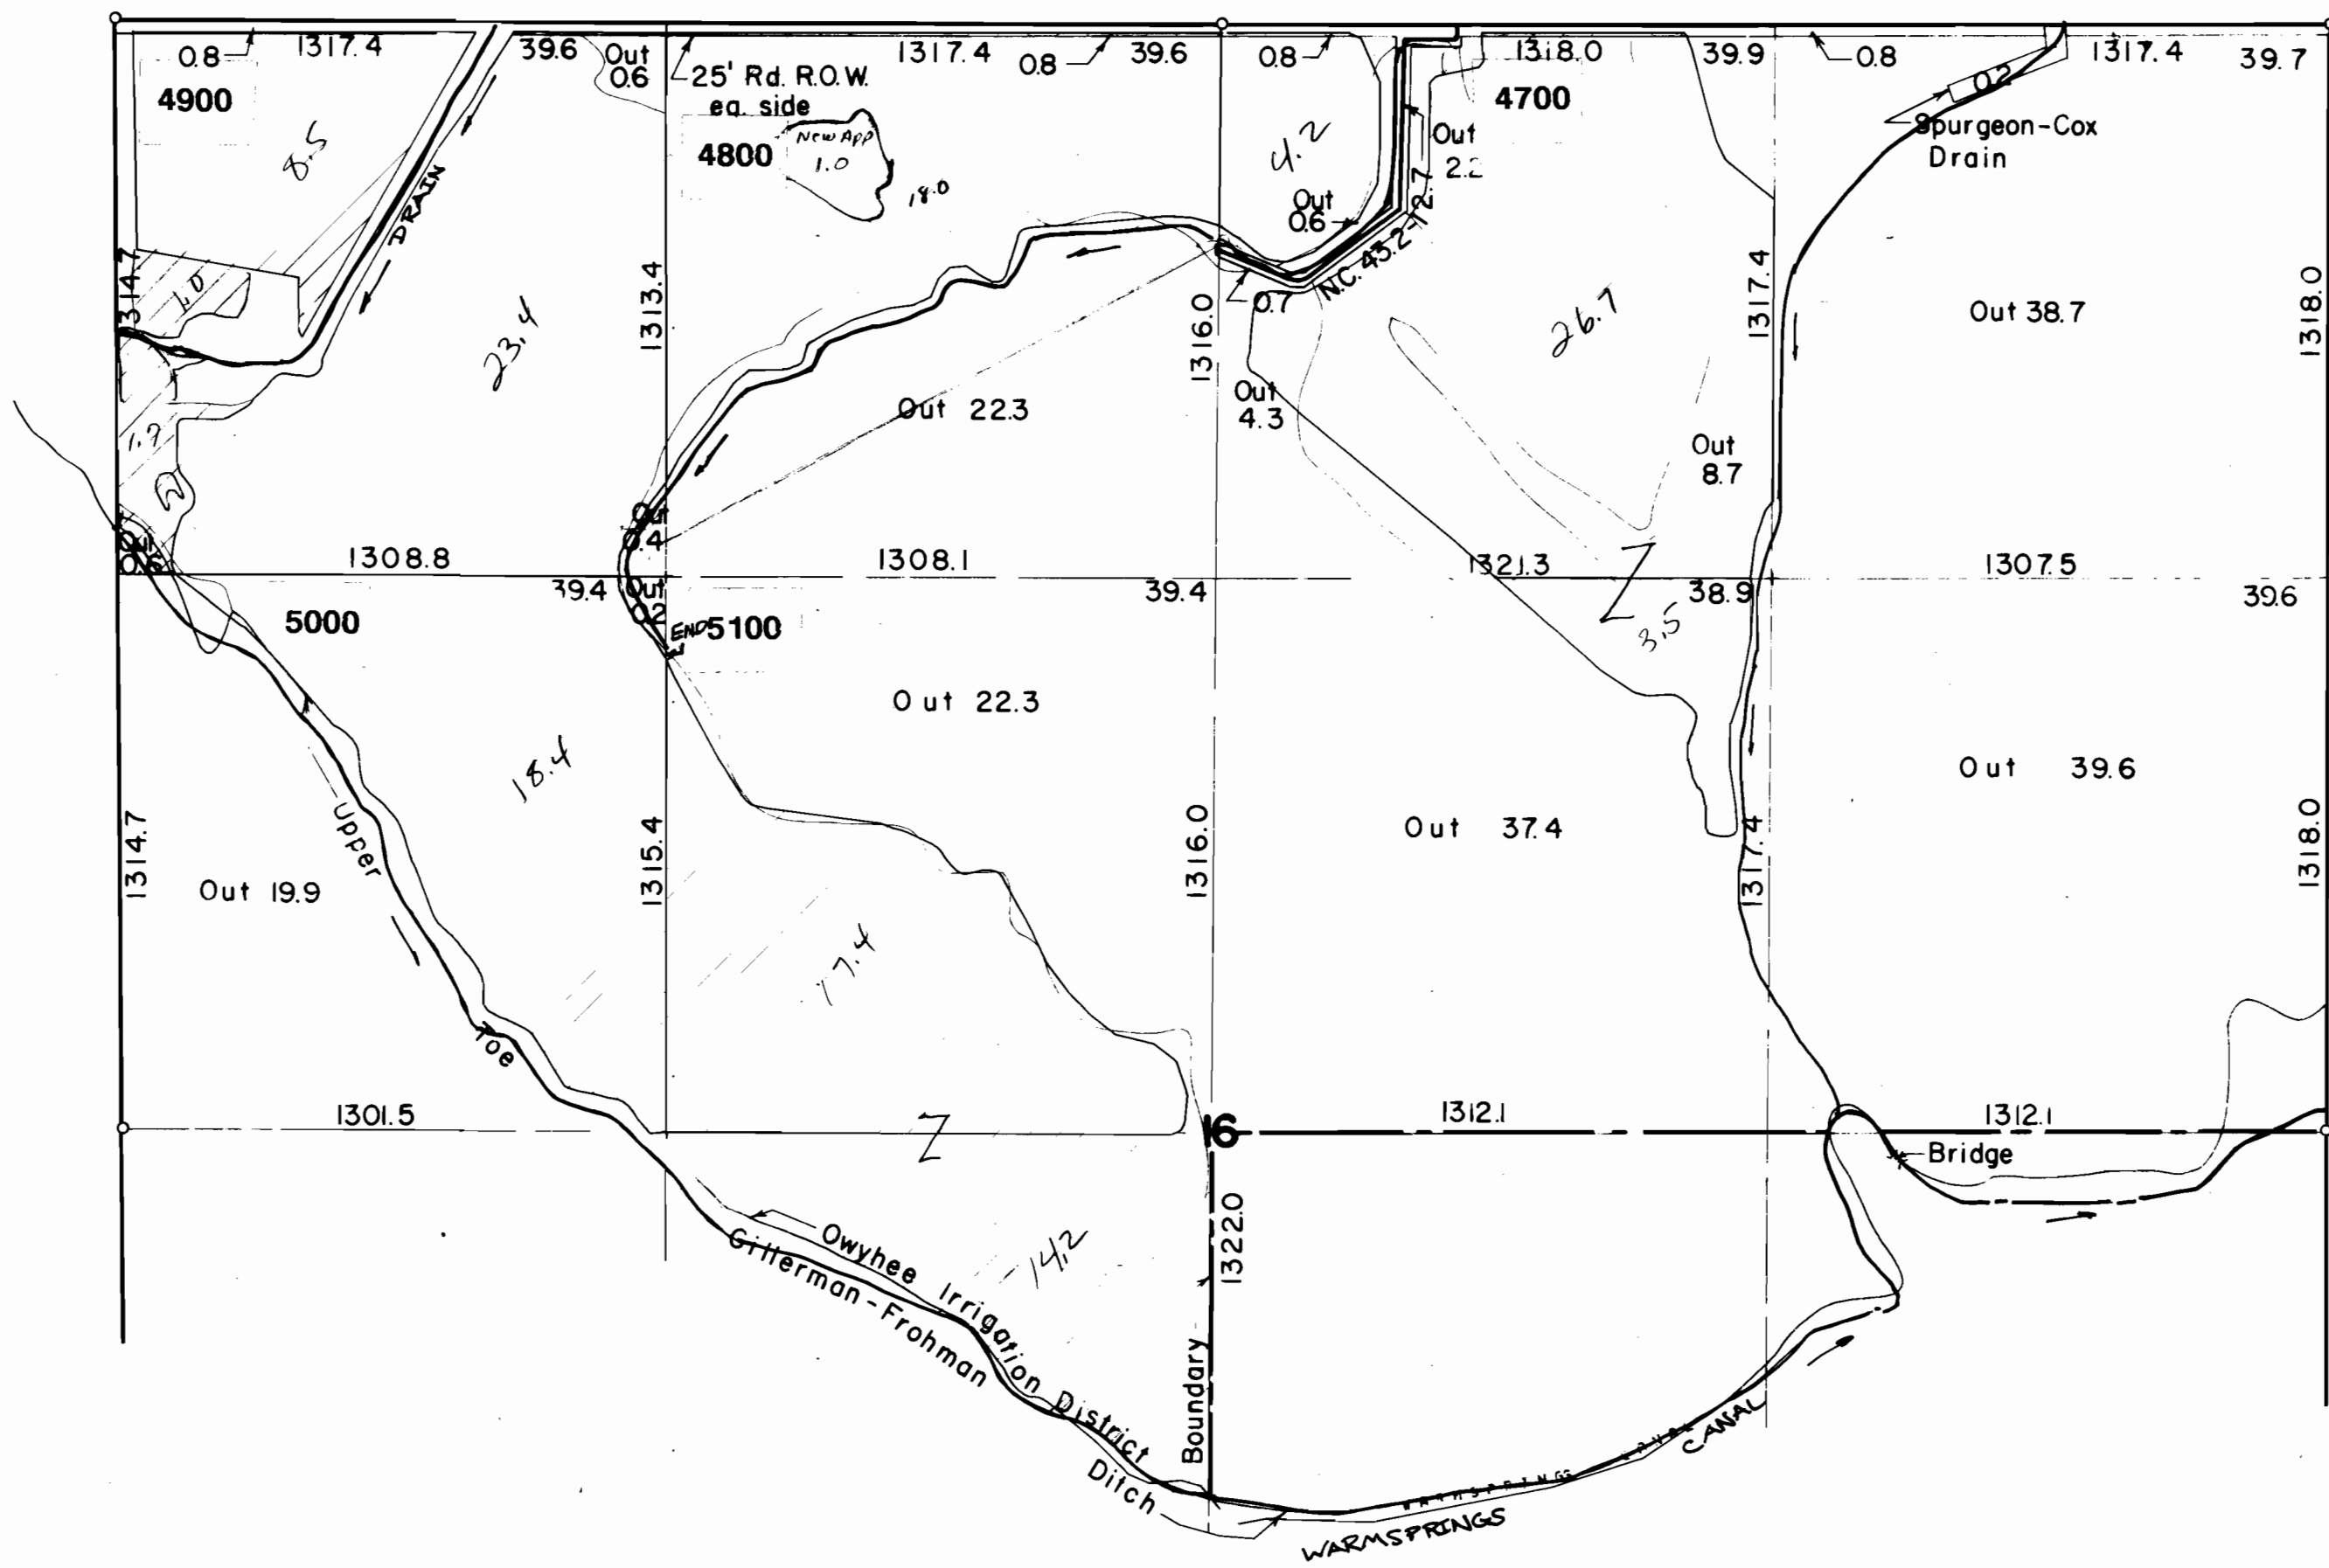 0.8
1317.4
39.6
Out
0.6
25' Rd. R.O.W.
ea. side
1317.4
0.8
39.6
0.8
1318.0
39.9
0.8
1317.4
39.7
4900
8.5
DRAIN
4800
New App
1.0
18.0
4.2
Out
0.6
Out
N.C. 43.2-12.7
4700
0.2
Spurgeon-Cox
Drain
1.0
23.4
1313.4
1316.0
0.7
26.7
1317.4
Out 38.7
1318.0
Out 22.3
Out
4.3
Out
8.7
1.9
Out
0.4
1308.8
39.4
1308.1
39.4
1321.3
38.9
1307.5
39.6
Out
0.2
END
5000
5100
3.5
Out 22.3
18.4
1314.7
1315.4
1316.0
Out 37.4
1317.4
Out 39.6
1318.0
Out 19.9
Upper
Toe
17.4
1301.5
16
1312.1
1312.1
Bridge
Owyhee Irrigation District
Gillerman-Frohman
Ditch
14.2
1322.0
Boundary
WARMSPRINGS
CANAL
WARMSPRINGS